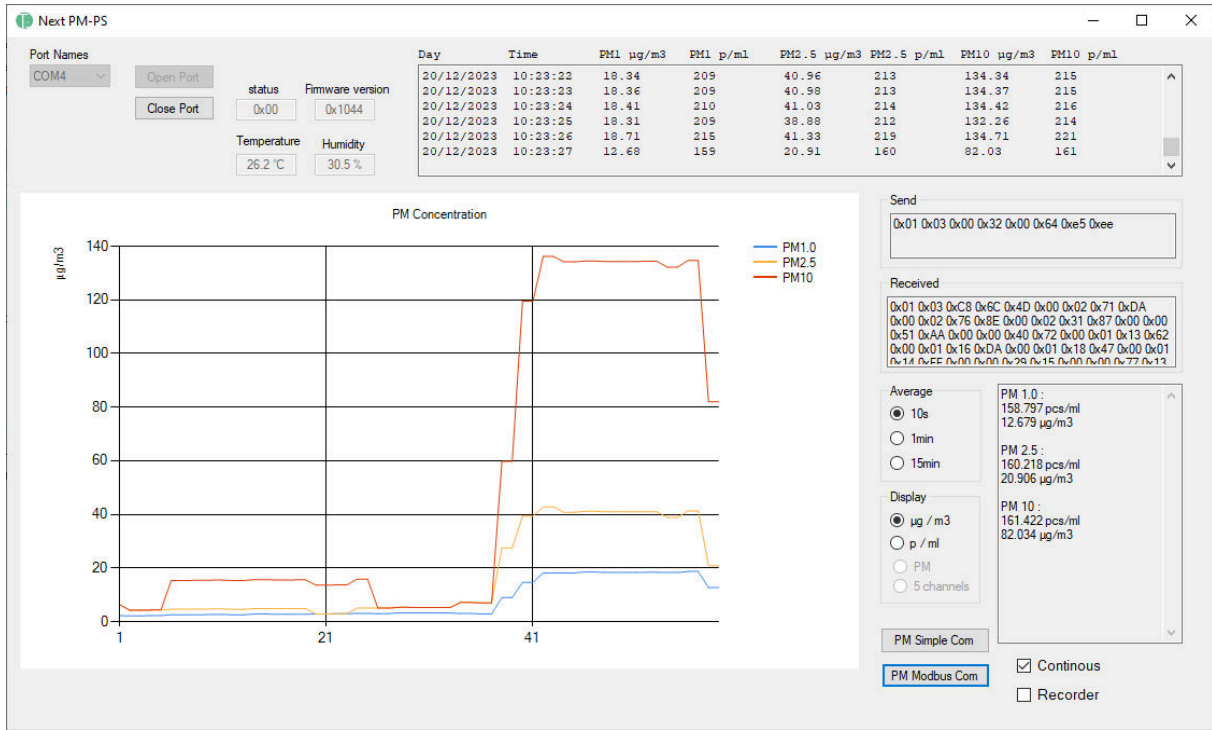 Next PM-PS
Port Names
COM4
Open Port
Close Port
status
0x00
Firmware version
0x1044
Temperature
26.2 °C
Humidity
30.5 %
Day Time PM1 µg/m3 PM1 p/ml PM2.5 µg/m3 PM2.5 p/ml PM10 µg/m3 PM10 p/ml
20/12/2023 10:23:22 18.34 209 40.96 213 134.34 215
20/12/2023 10:23:23 18.36 209 40.98 213 134.37 215
20/12/2023 10:23:24 18.41 210 41.03 214 134.42 216
20/12/2023 10:23:25 18.31 209 38.88 212 132.26 214
20/12/2023 10:23:26 18.71 215 41.33 219 134.71 221
20/12/2023 10:23:27 12.68 159 20.91 160 82.03 161
PM Concentration
µg/m3
140
120
100
80
60
40
20
0
1 21 41
PM1.0
PM2.5
PM10
Send
0x01 0x03 0x00 0x32 0x00 0x64 0xe5 0xee
Received
0x01 0x03 0xC8 0x6C 0x4D 0x00 0x02 0x71 0xDA
0x00 0x02 0x76 0x8E 0x00 0x02 0x31 0x87 0x00 0x00
0x51 0xAA 0x00 0x00 0x40 0x72 0x00 0x01 0x13 0x62
0x00 0x01 0x16 0xDA 0x00 0x01 0x18 0x47 0x00 0x01
0x14 0xFF 0x00 0x00 0x29 0x15 0x00 0x00 0x77 0x13
Average
10s
1min
15min
Display
µg / m3
p / ml
PM
5 channels
PM 1.0 :
158.797 pcs/ml
12.679 µg/m3
PM 2.5 :
160.218 pcs/ml
20.906 µg/m3
PM 10 :
161.422 pcs/ml
82.034 µg/m3
PM Simple Com
PM Modbus Com
Continous
Recorder